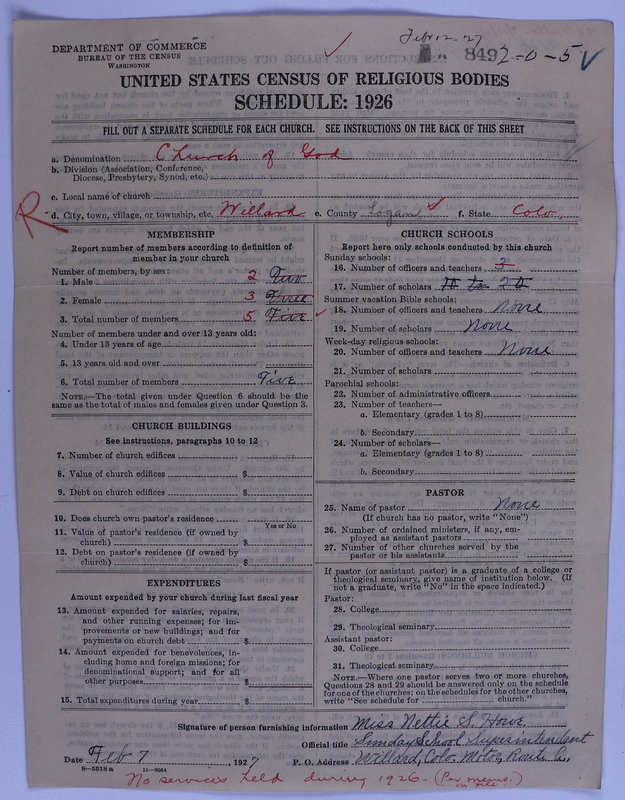 Feb 12-27
8492-0-5 V
DEPARTMENT OF COMMERCE
BUREAU OF THE CENSUS
WASHINGTON
UNITED STATES CENSUS OF RELIGIOUS BODIES
SCHEDULE: 1926
FILL OUT A SEPARATE SCHEDULE FOR EACH CHURCH. SEE INSTRUCTIONS ON THE BACK OF THIS SHEET
a. Denomination Church of God
b. Division (Association, Conference, Diocese, Presbytery, Synod, etc.)
c. Local name of church
R d. City, town, village, or township, etc. Willard e. County Logan f. State Colo.
MEMBERSHIP
Report number of members according to definition of
member in your church
Number of members, by sex:
1. Male 2 Two
2. Female 3 Three
3. Total number of members 5 Five
Number of members under and over 13 years old:
4. Under 13 years of age
5. 13 years old and over
6. Total number of members Five
NOTE.—The total given under Question 6 should be
same as the total of males and females given under Question 3.
CHURCH BUILDINGS
See instructions, paragraphs 10 to 12
7. Number of church edifices
8. Value of church edifices $
9. Debt on church edifices $
10. Does church own pastor's residence
Yes or No
11. Value of pastor's residence (if owned by
church) $
12. Debt on pastor's residence (if owned by
church) $
EXPENDITURES
Amount expended by your church during last fiscal year
13. Amount expended for salaries, repairs,
and other running expenses; for im-
provements or new buildings; and for
payments on church debt $
14. Amount expended for benevolences, in-
cluding home and foreign missions; for
denominational support; and for all
other purposes $
15. Total expenditures during year $
CHURCH SCHOOLS
Report here only schools conducted by this church
Sunday schools:
16. Number of officers and teachers 3
17. Number of scholars 10 to 20
Summer vacation Bible schools:
18. Number of officers and teachers None
19. Number of scholars None
Week-day religious schools:
20. Number of officers and teachers None
21. Number of scholars
Parochial schools:
22. Number of administrative officers
23. Number of teachers—
a. Elementary (grades 1 to 8)
b. Secondary
24. Number of scholars—
a. Elementary (grades 1 to 8)
b. Secondary
PASTOR
25. Name of pastor None
(If church has no pastor, write "None")
26. Number of ordained ministers, if any, em-
ployed as assistant pastors
27. Number of other churches served by the
pastor or his assistants
If pastor (or assistant pastor) is a graduate of a college or
theological seminary, give name of institution below. (If
not a graduate, write "No" in the space indicated.)
Pastor:
28. College
29. Theological seminary
Assistant pastor:
30. College
31. Theological seminary
NOTE.—Where one pastor serves two or more churches,
Questions 28 and 29 should be answered only on the schedule
for one of the churches; on the schedules for the other churches,
write "See schedule for church."
Signature of person furnishing information Miss Nettie S. Howe
Official title Sunday School Superintendent
Date Feb 7, 1927 P. O. Address Willard, Colo. Motor Route Co.
8-5518a 11-8664
No services held during 1926- (Per memo. on file.)